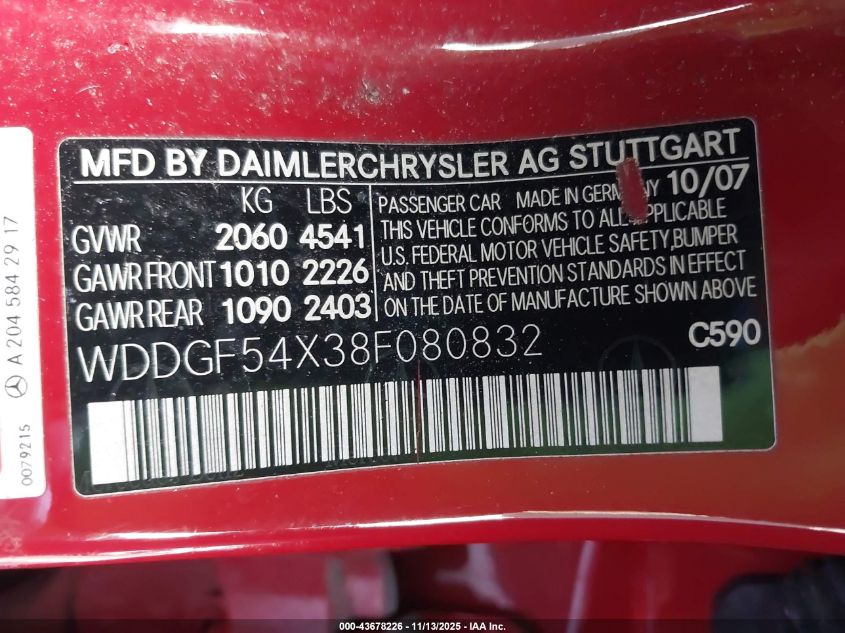 MFD BY DAIMLERCHRYSLER AG STUTTGART
KG LBS
GVWR 2060 4541
GAWR FRONT 1010 2226
GAWR REAR 1090 2403
PASSENGER CAR MADE IN GERMANY 10/07
THIS VEHICLE CONFORMS TO ALL APPLICABLE
U.S. FEDERAL MOTOR VEHICLE SAFETY, BUMPER
AND THEFT PREVENTION STANDARDS IN EFFECT
ON THE DATE OF MANUFACTURE SHOWN ABOVE
WDDGF54X38F080832
C590
A 204 584 29 17
0079215
000-43678226 - 11/13/2025 - IAA Inc.